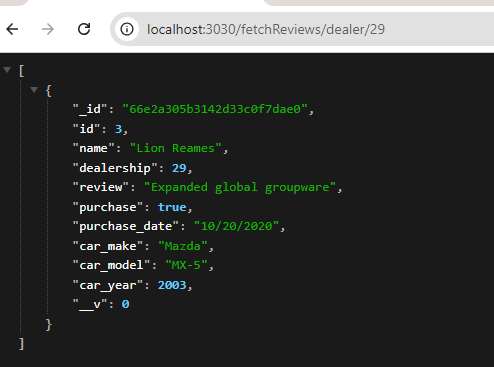 localhost:3030/fetchReviews/dealer/29
[
{
"_id": "66e2a305b3142d33c0f7dae0",
"id": 3,
"name": "Lion Reames",
"dealership": 29,
"review": "Expanded global groupware",
"purchase": true,
"purchase_date": "10/20/2020",
"car_make": "Mazda",
"car_model": "MX-5",
"car_year": 2003,
"__v": 0
}
]